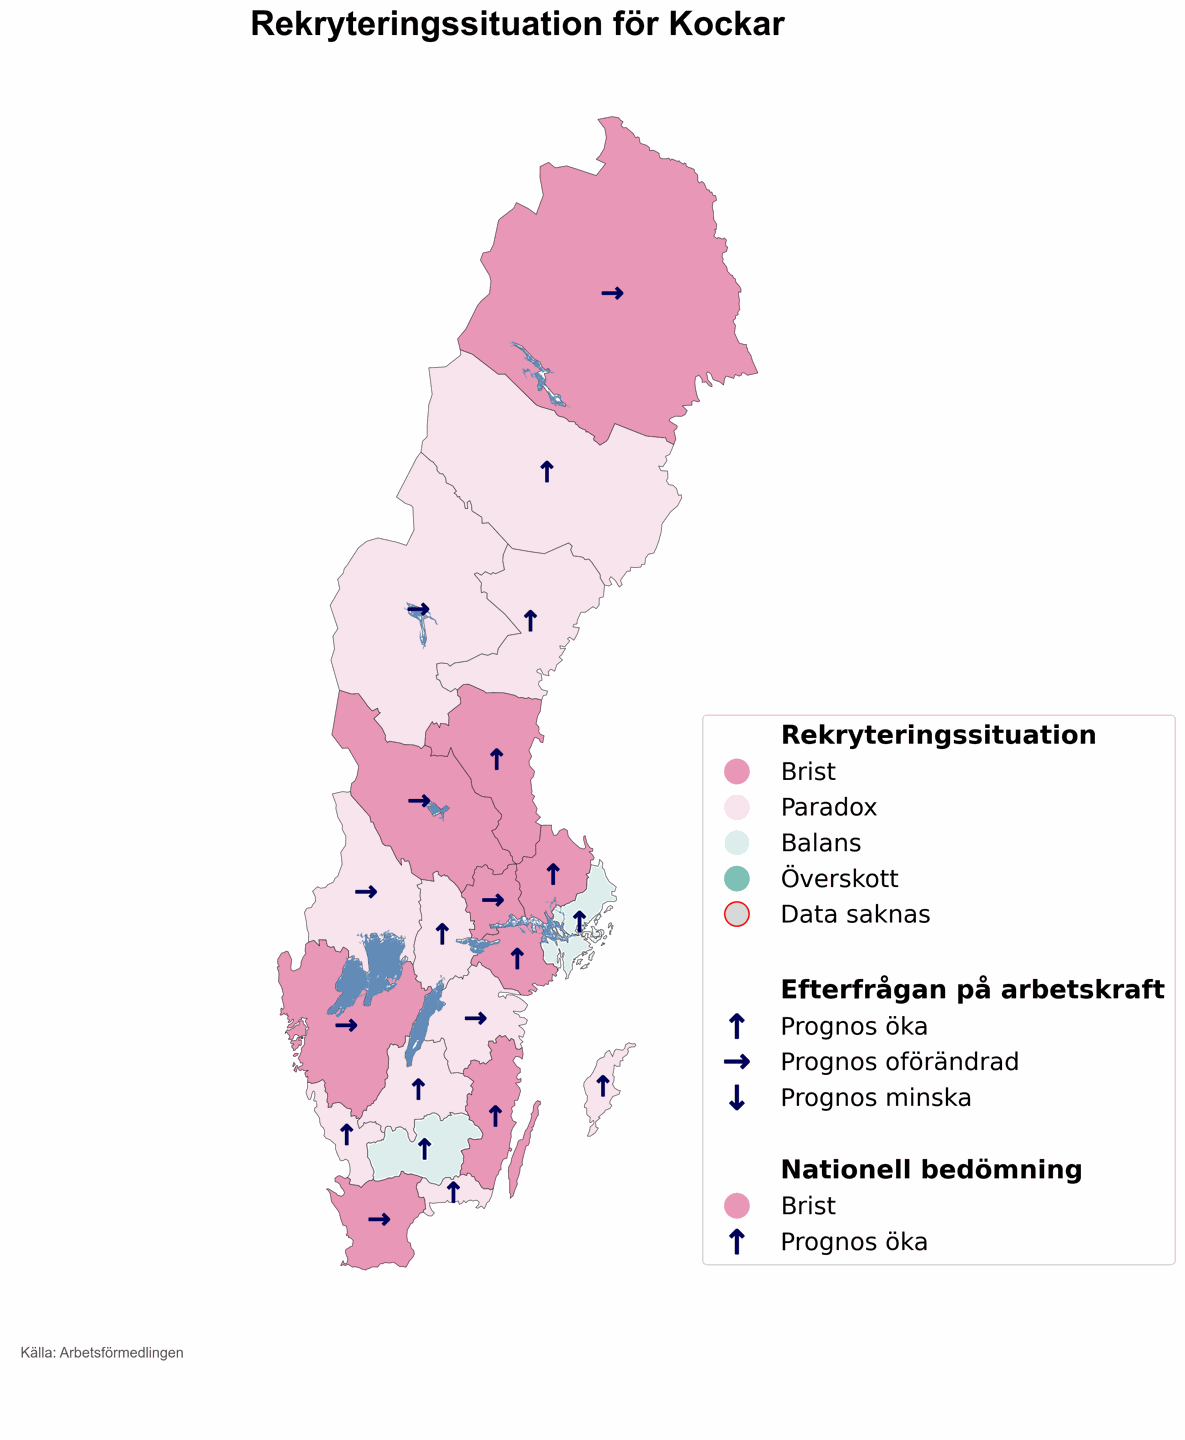 Rekryteringssituation för Kockar
Rekryteringssituation
Brist
Paradox
Balans
Överskott
Data saknas
Efterfrågan på arbetskraft
Prognos öka
Prognos oförändrad
Prognos minska
Nationell bedömning
Brist
Prognos öka
Källa: Arbetsförmedlingen